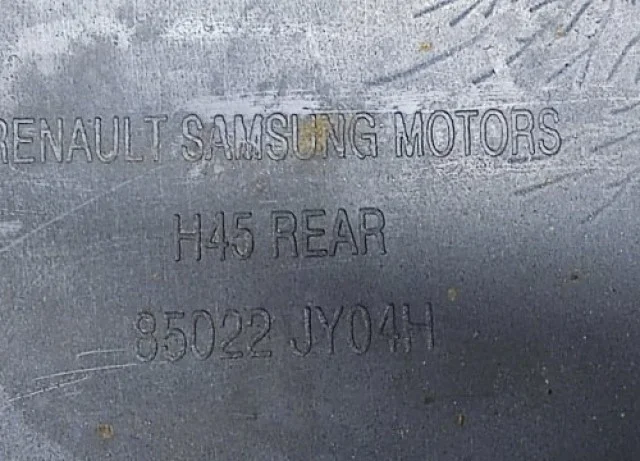 RENAULT SAMSUNG MOTORS
H45 REAR
85022 JY04H